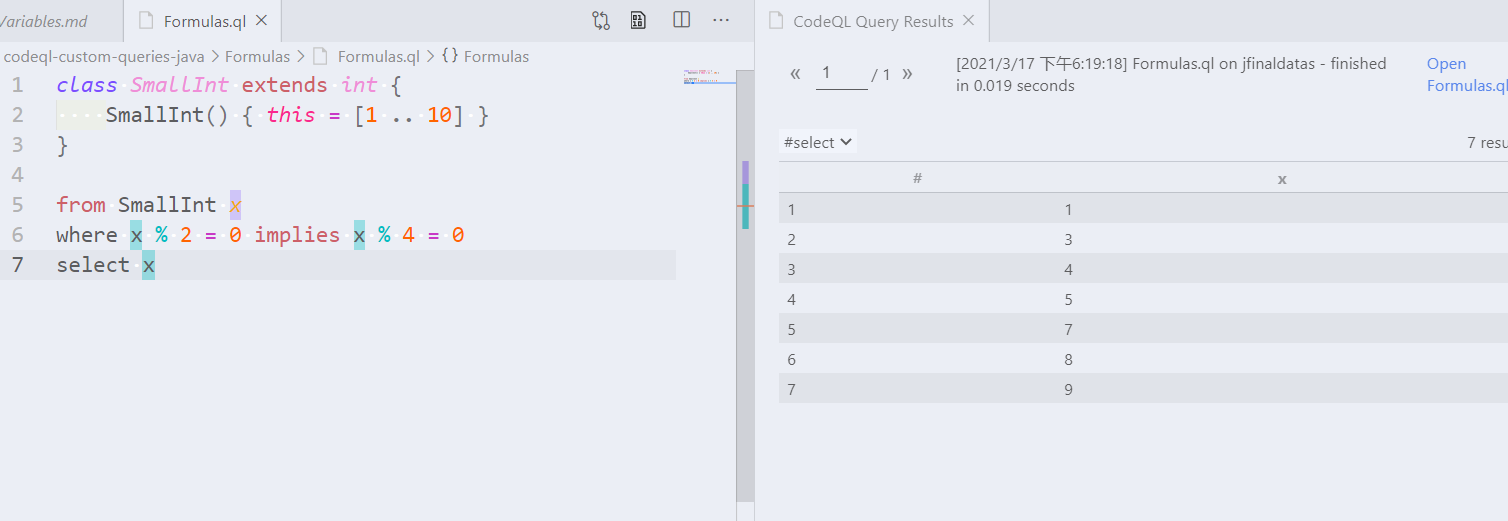 Variables.md
Formulas.ql
codeql-custom-queries-java > Formulas > Formulas.ql > {} Formulas
1 class SmallInt extends int {
2     SmallInt() { this = [1 .. 10] }
3 }
4
5 from SmallInt x
6 where x % 2 = 0 implies x % 4 = 0
7 select x
CodeQL Query Results
« 1 / 1 »
[2021/3/17 下午6:19:18] Formulas.ql on jfinaldatas - finished
in 0.019 seconds
Open
Formulas.ql
#select
7 resu
# x
1 1
2 3
3 4
4 5
5 7
6 8
7 9